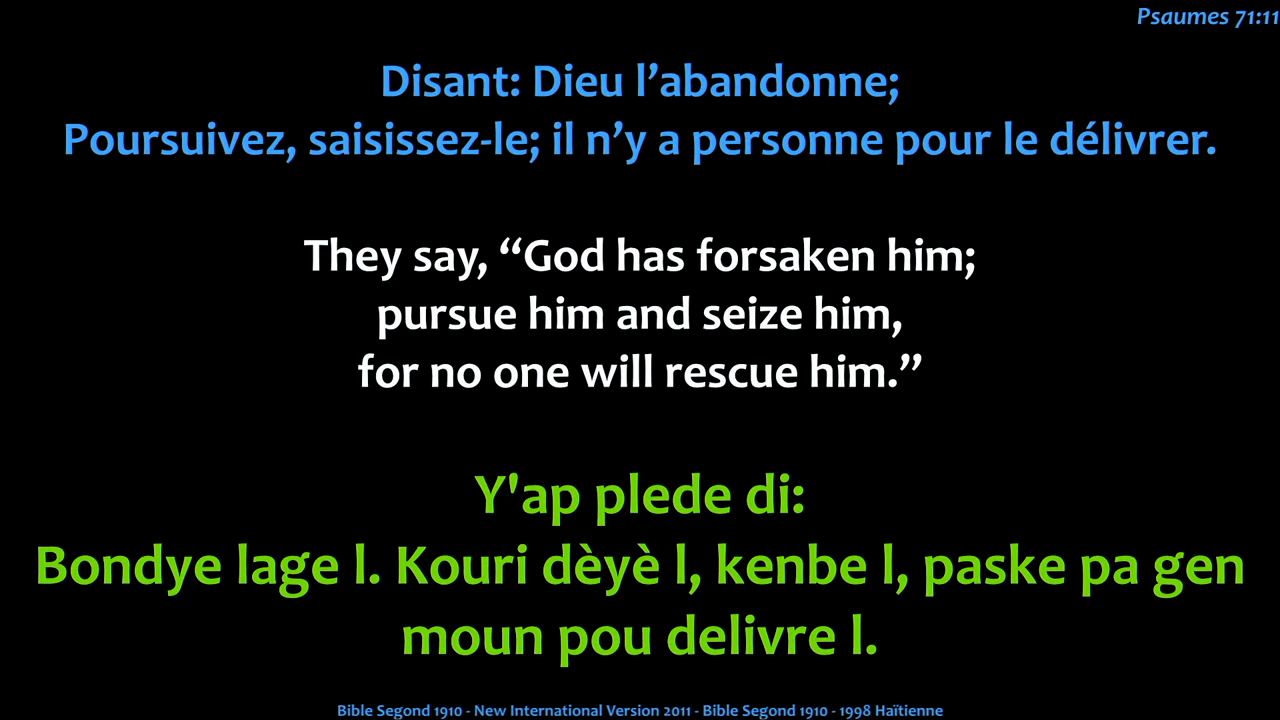 Psaumes 71:11
Disant: Dieu l’abandonne;
Poursuivez, saisissez-le; il n’y a personne pour le délivrer.
They say, “God has forsaken him;
pursue him and seize him,
for no one will rescue him.”
Y'ap plede di:
Bondye lage l. Kouri dèyè l, kenbe l, paske pa gen
moun pou delivre l.
Bible Segond 1910 - New International Version 2011 - Bible Segond 1910 - 1998 Haïtienne